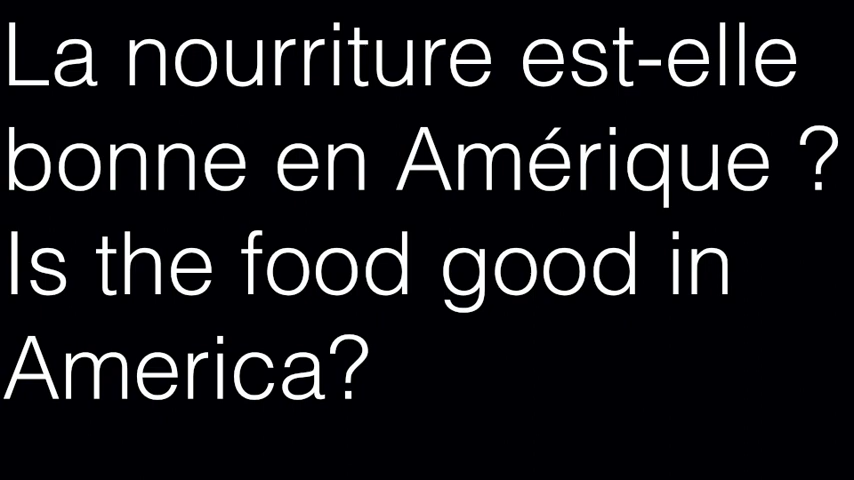 La nourriture est-elle
bonne en Amérique ?
Is the food good in
America?